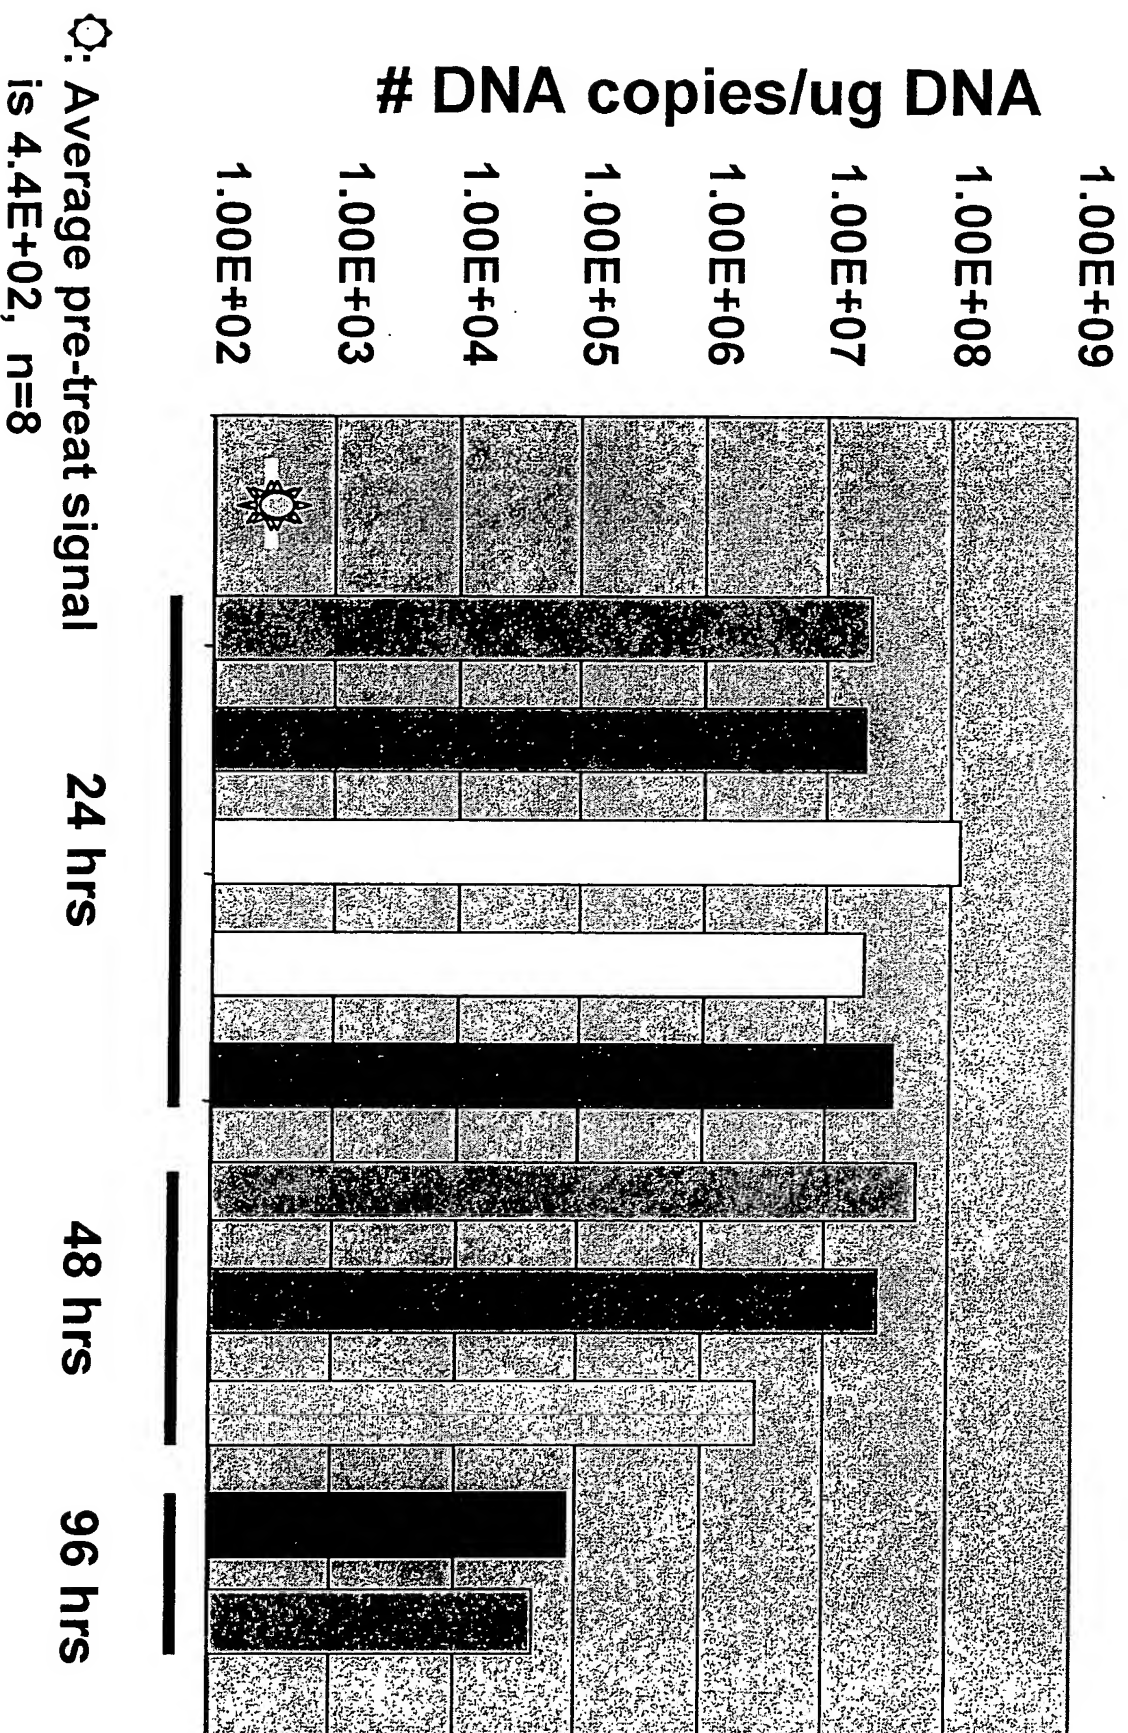 # DNA copies/ug DNA
1.00E+09
1.00E+08
1.00E+07
1.00E+06
1.00E+05
1.00E+04
1.00E+03
1.00E+02
24 hrs
48 hrs
96 hrs
: Average pre-treat signal
is 4.4E+02, n=8